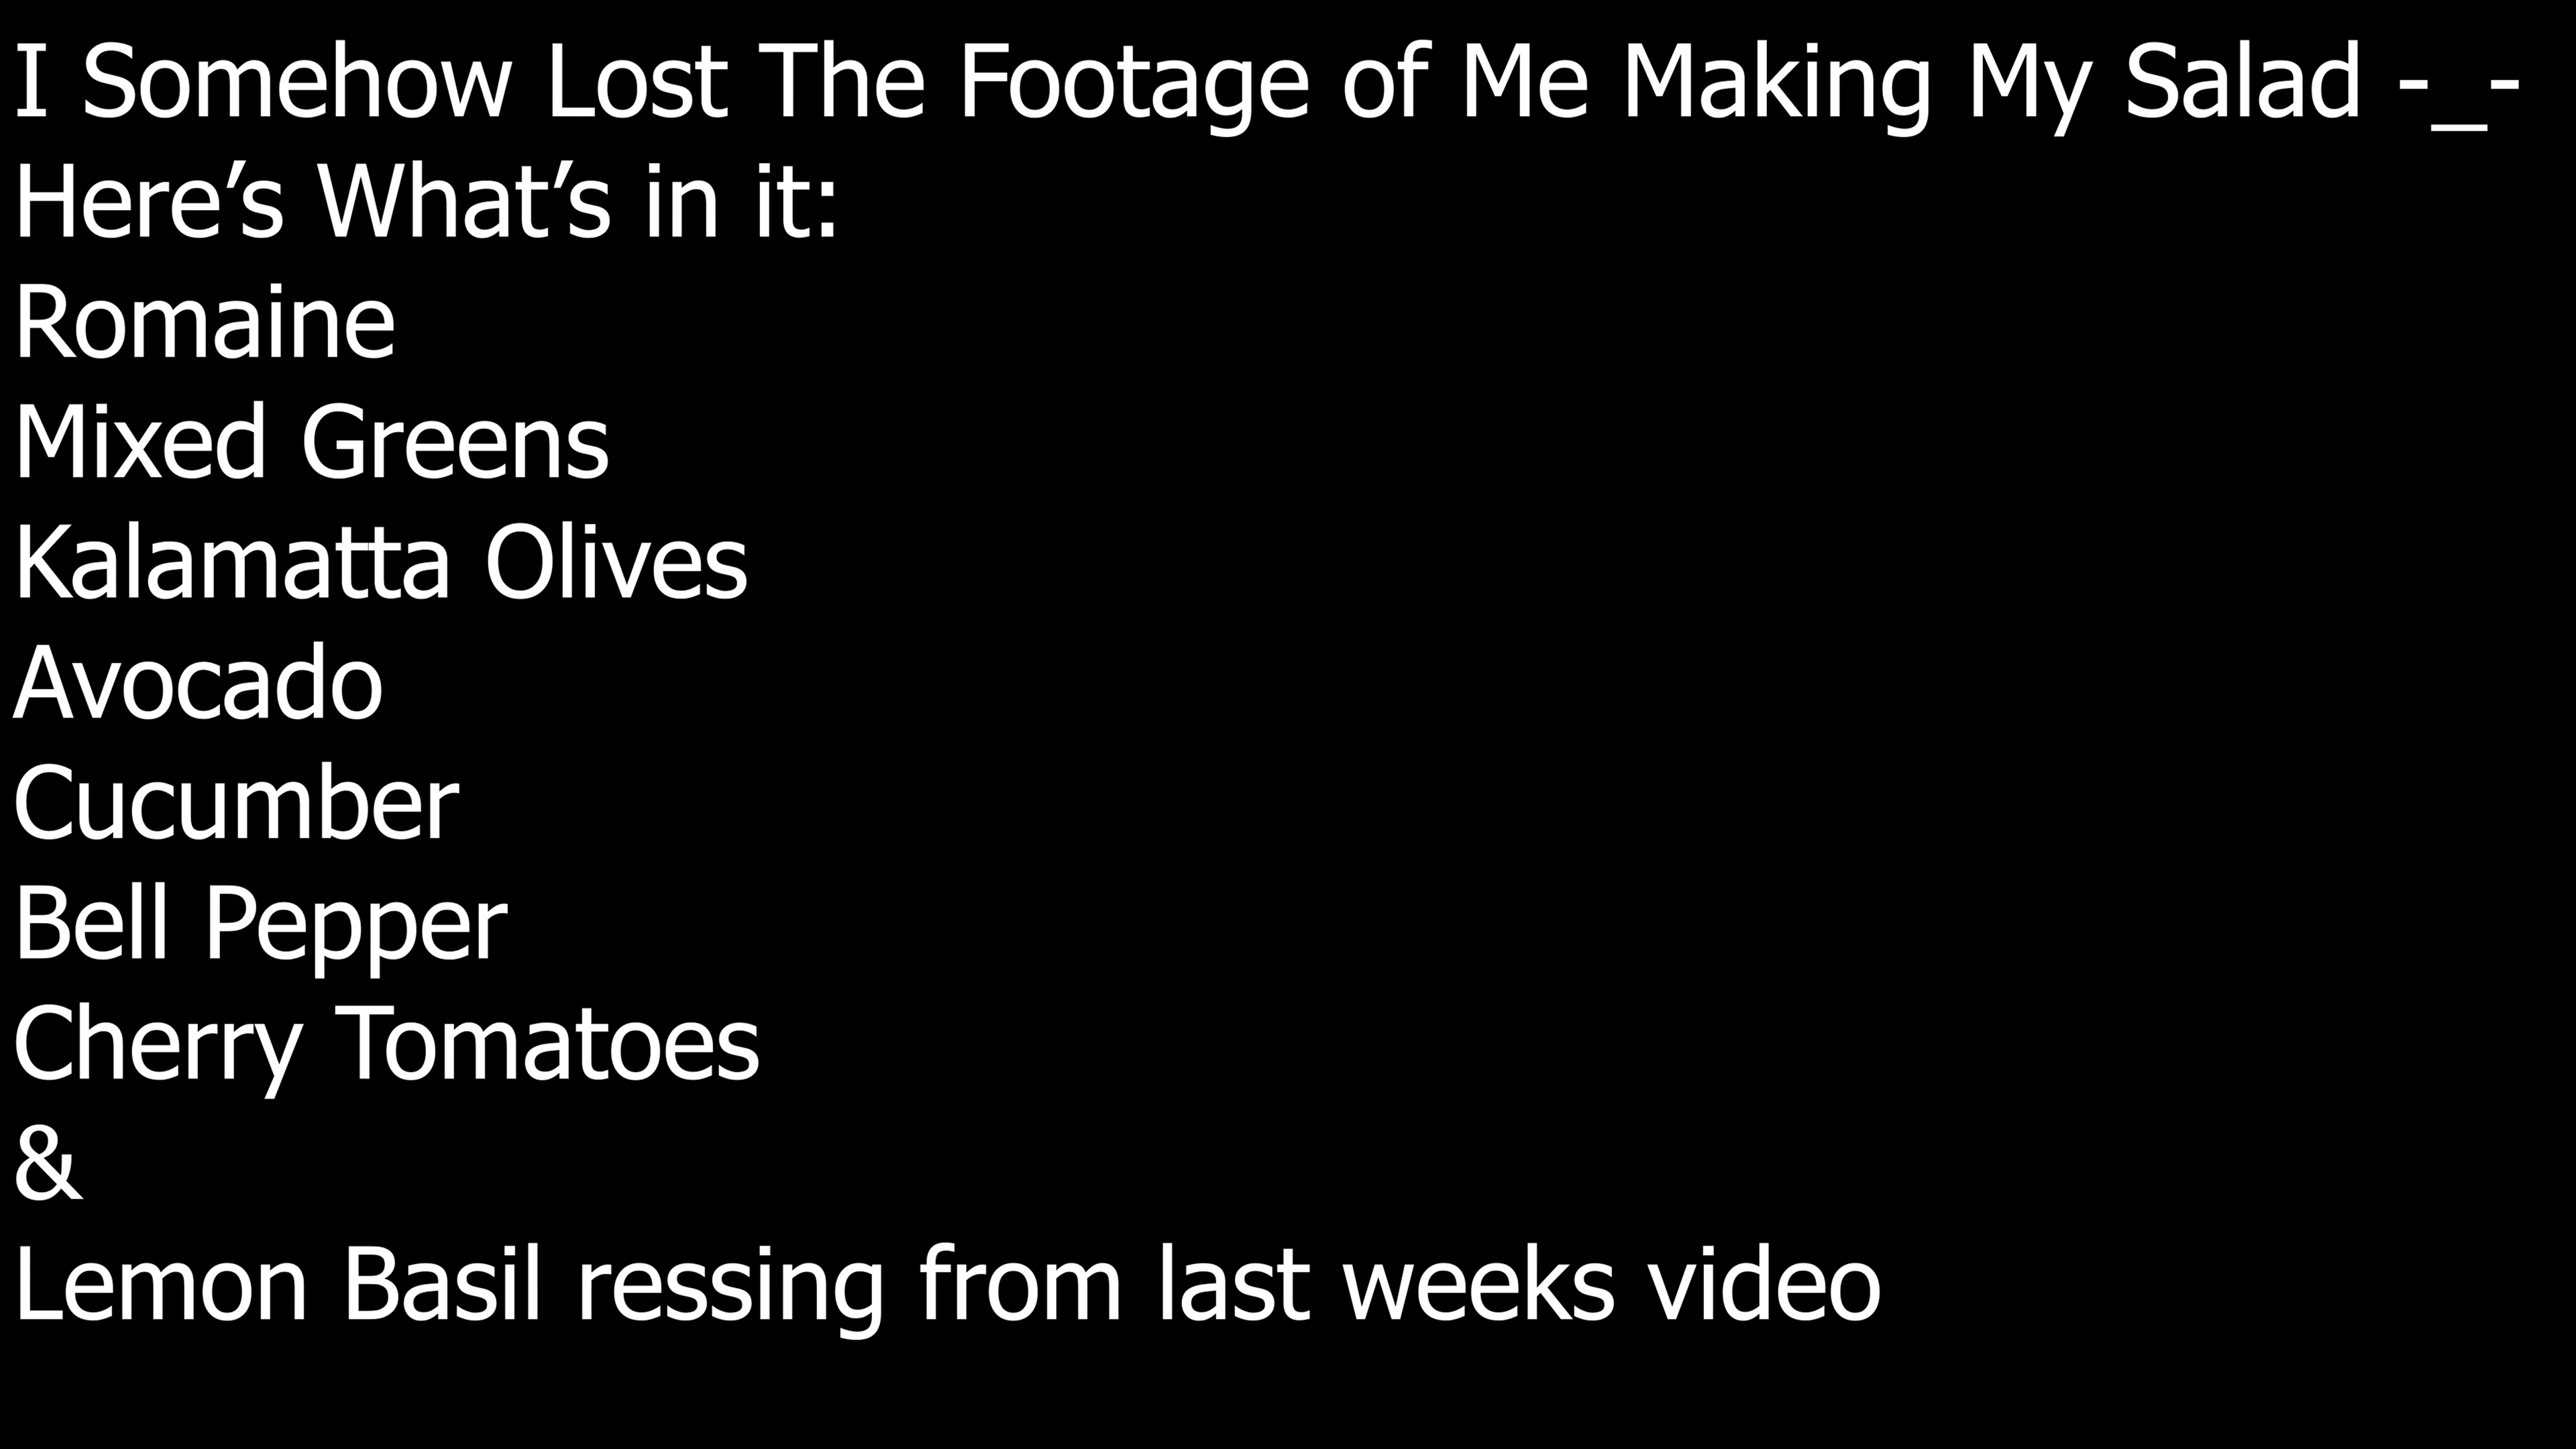 I Somehow Lost The Footage of Me Making My Salad -_-
Here’s What’s in it:
Romaine
Mixed Greens
Kalamatta Olives
Avocado
Cucumber
Bell Pepper
Cherry Tomatoes
&
Lemon Basil ressing from last weeks video